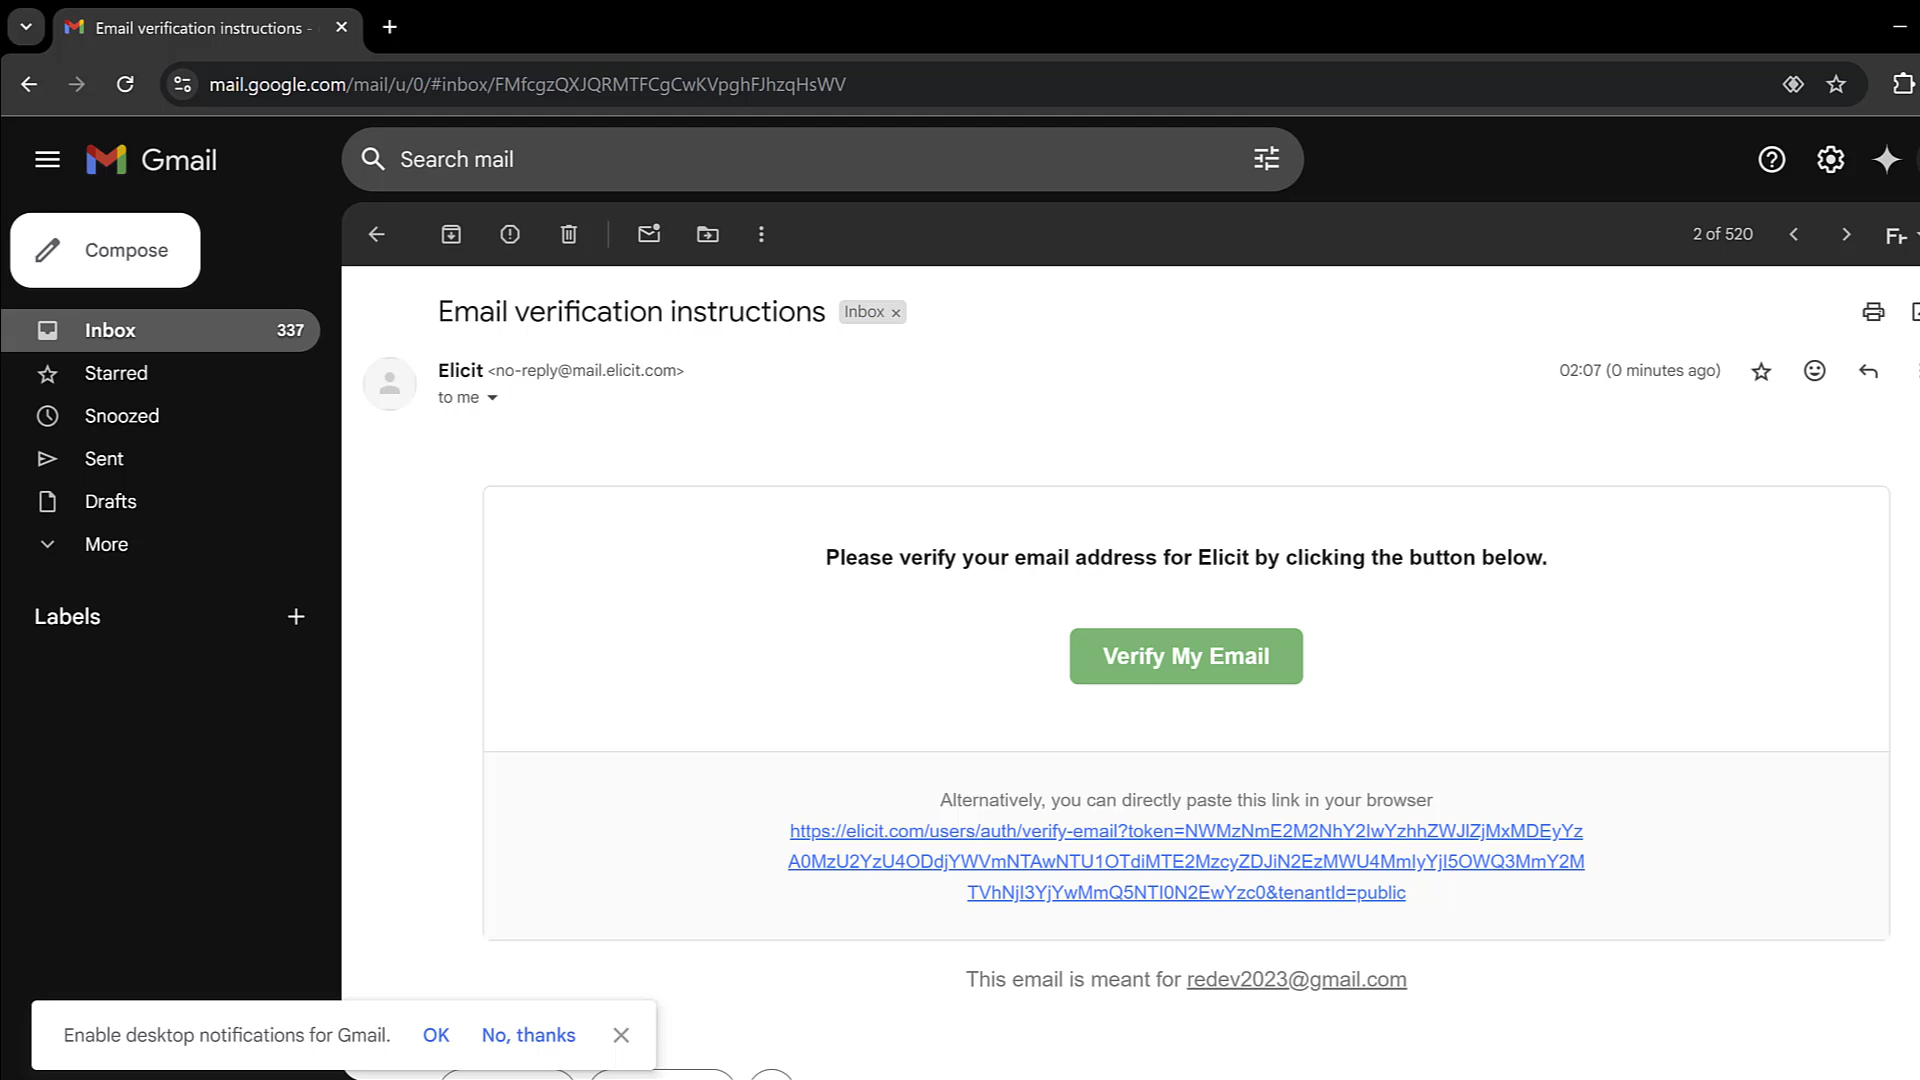 Email verification instructions -
mail.google.com/mail/u/0/#inbox/FMfcgzQXJQRMTFCgCwKVpghFJhzqHsWV
Gmail
Search mail
Compose
2 of 520
Inbox 337
Starred
Snoozed
Sent
Drafts
More
Labels
Email verification instructions Inbox ×
Elicit <no-reply@mail.elicit.com>
02:07 (0 minutes ago)
to me
Please verify your email address for Elicit by clicking the button below.
Verify My Email
Alternatively, you can directly paste this link in your browser
https://elicit.com/users/auth/verify-email?token=NWMzNmE2M2NhY2IwYzhhZWJlZjMxMDEyYz
A0MzU2YzU4ODdjYWVmNTAwNTU1OTdiMTE2MzcyZDJiN2EzMWU4MmIyYjI5OWQ3MmY2M
TVhNjI3YjYwMmQ5NTI0N2EwYzc0&tenantId=public
This email is meant for redev2023@gmail.com
Enable desktop notifications for Gmail. OK No, thanks